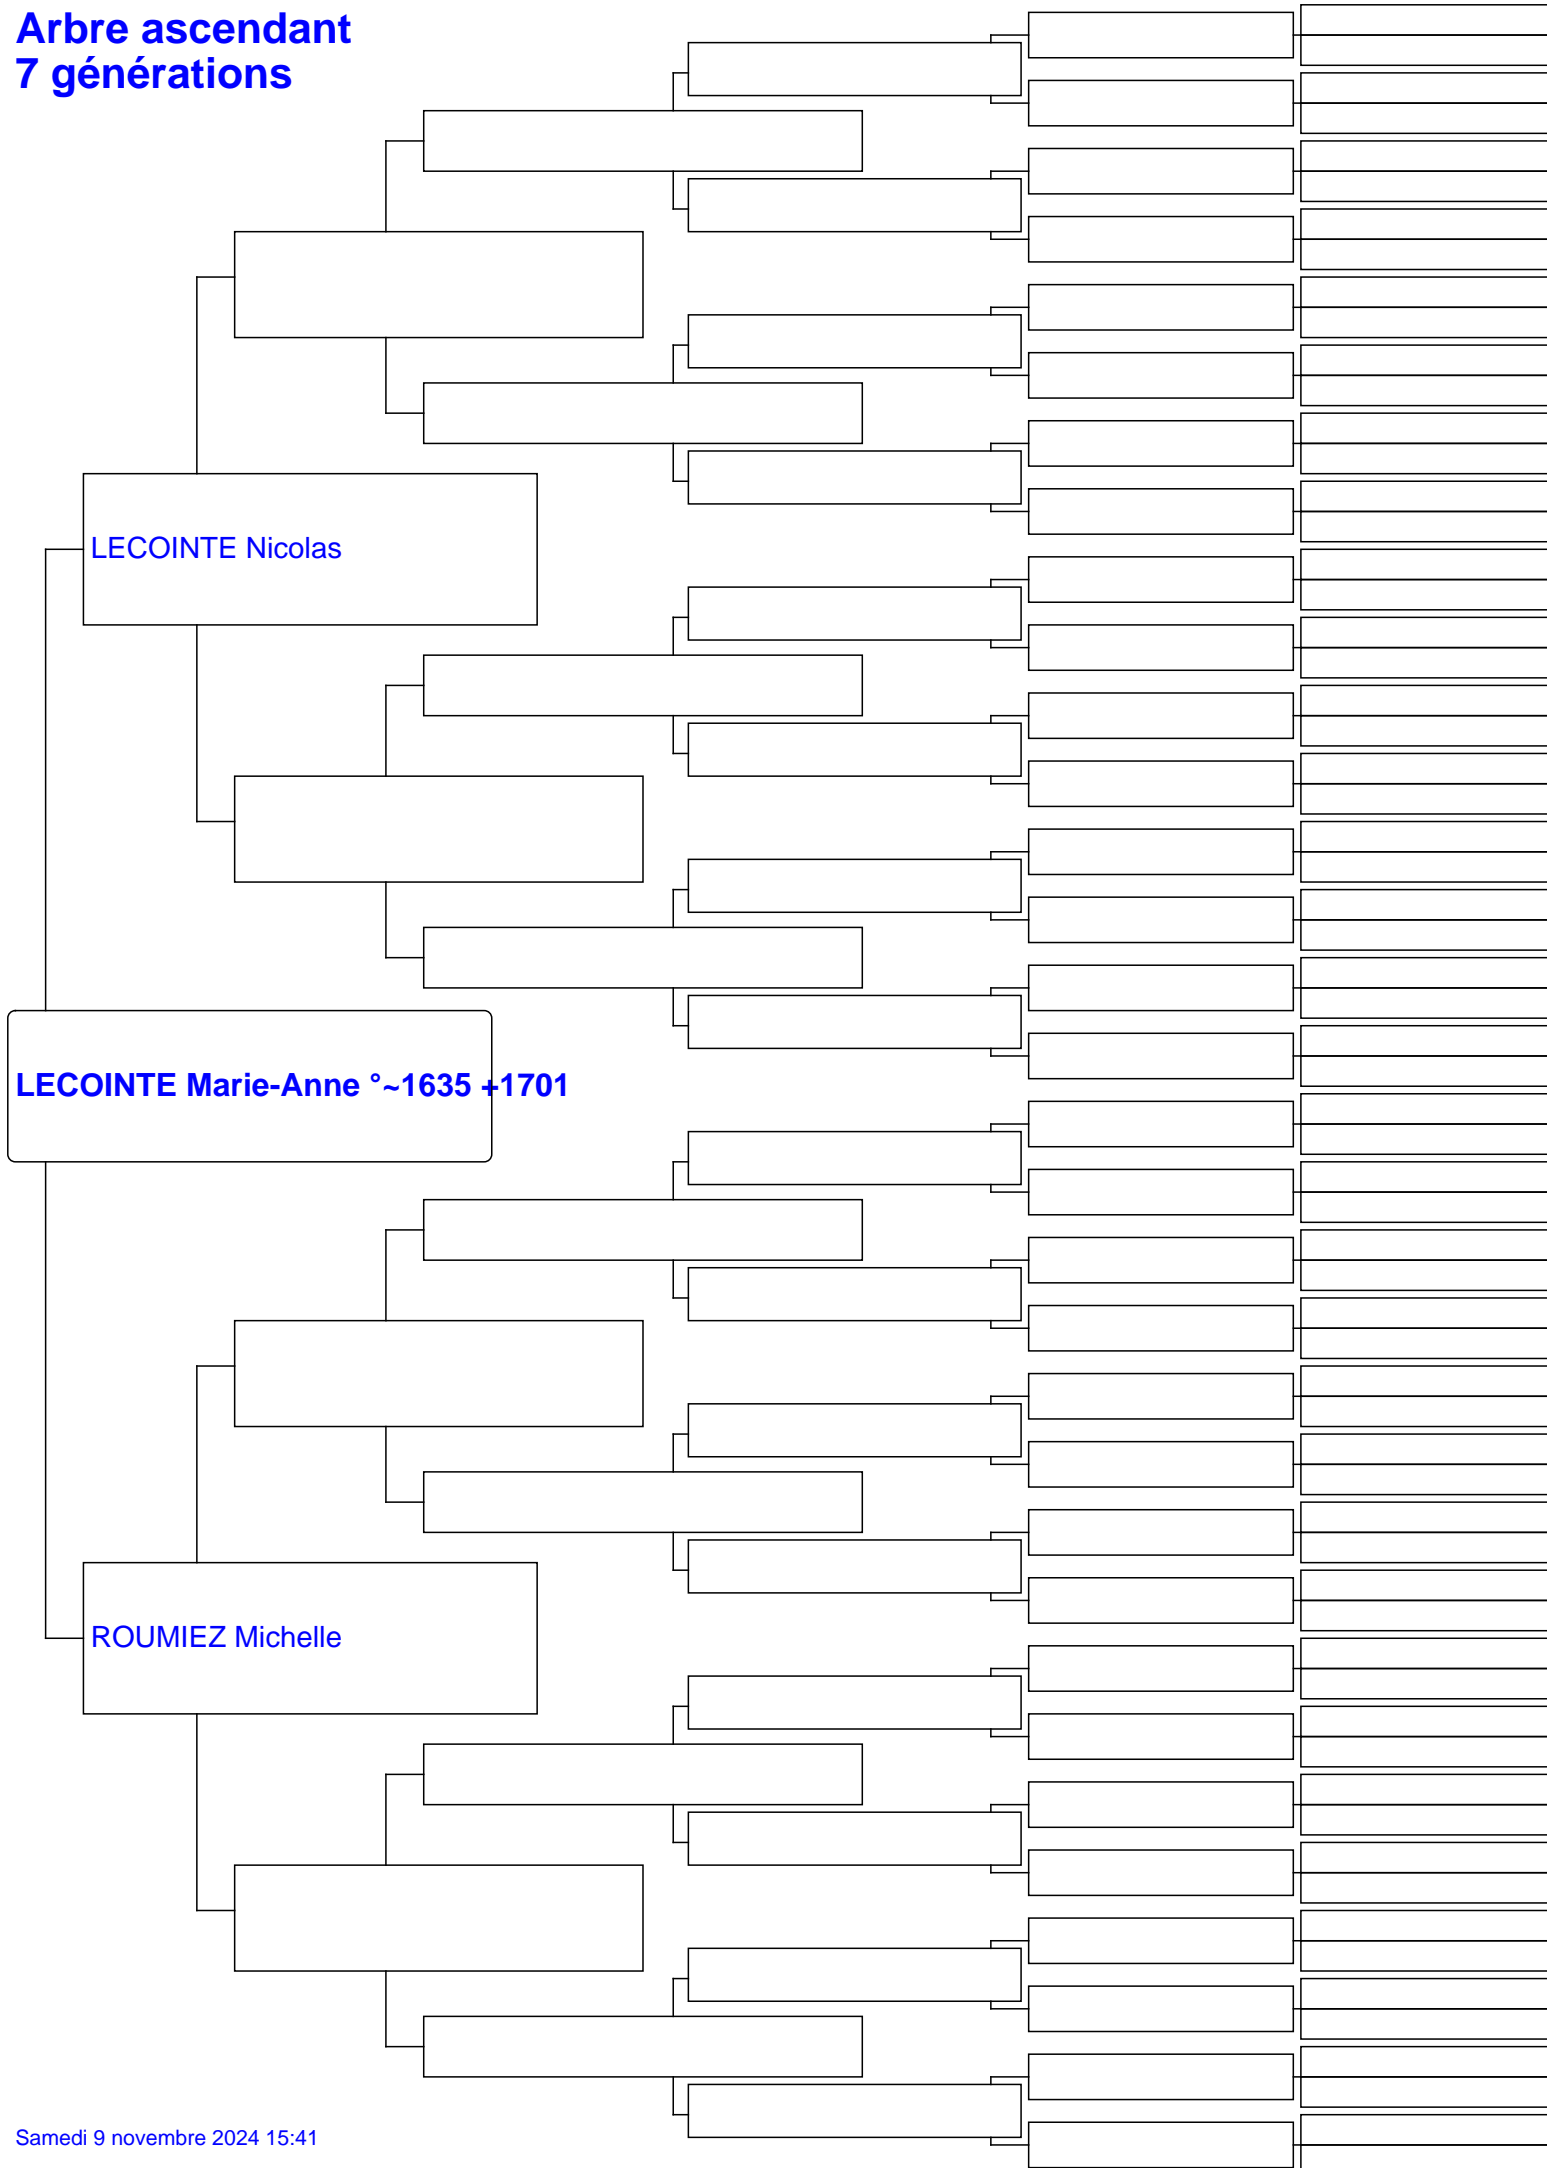 Arbre ascendant
7 générations
LECOINTE Nicolas
LECOINTE Marie-Anne °~1635 +1701
ROUMIEZ Michelle
Samedi 9 novembre 2024 15:41